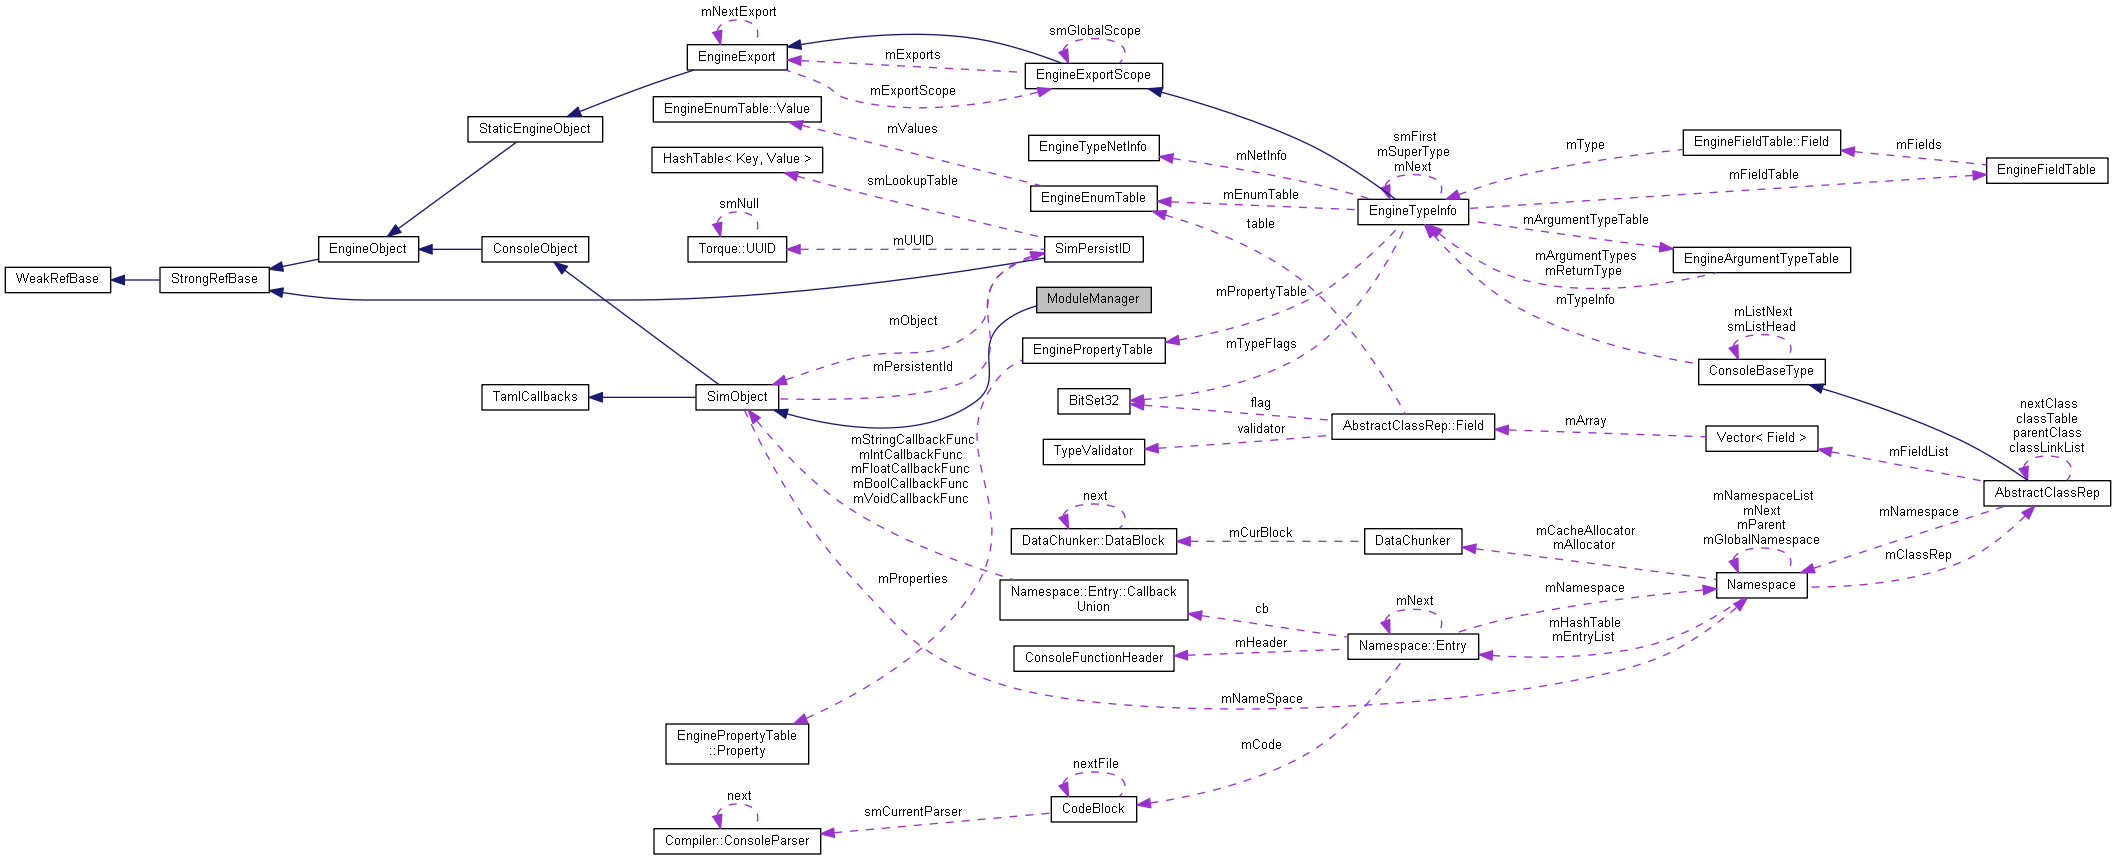 mNextExport
EngineExport
smGlobalScope
mExports
EngineExportScope
mExportScope
EngineEnumTable::Value
StaticEngineObject
mValues
EngineTypeNetInfo
smFirst
mSuperType
mNext
mType
EngineFieldTable::Field
mFields
HashTable< Key, Value >
mNetInfo
EngineFieldTable
smLookupTable
mFieldTable
EngineEnumTable
mEnumTable
EngineTypeInfo
smNull
table
mArgumentTypeTable
EngineObject
ConsoleObject
Torque::UUID
mUUID
SimPersistID
mArgumentTypes
mReturnType
EngineArgumentTypeTable
WeakRefBase
StrongRefBase
ModuleManager
mPropertyTable
mTypeInfo
mObject
mListNext
smListHead
EnginePropertyTable
mTypeFlags
mPersistentId
ConsoleBaseType
TamlCallbacks
SimObject
BitSet32
flag
AbstractClassRep::Field
mArray
Vector< Field >
nextClass
classTable
parentClass
classLinkList
validator
TypeValidator
mStringCallbackFunc
mIntCallbackFunc
mFloatCallbackFunc
mBoolCallbackFunc
mVoidCallbackFunc
mFieldList
AbstractClassRep
next
mNamespaceList
mNext
mParent
mGlobalNamespace
mNamespace
DataChunker::DataBlock
mCurBlock
DataChunker
mCacheAllocator
mAllocator
mClassRep
mProperties
Namespace::Entry::Callback
Union
Namespace
mNext
mNamespace
cb
mHashTable
mEntryList
mHeader
Namespace::Entry
ConsoleFunctionHeader
mNameSpace
EnginePropertyTable
::Property
mCode
nextFile
next
smCurrentParser
CodeBlock
Compiler::ConsoleParser